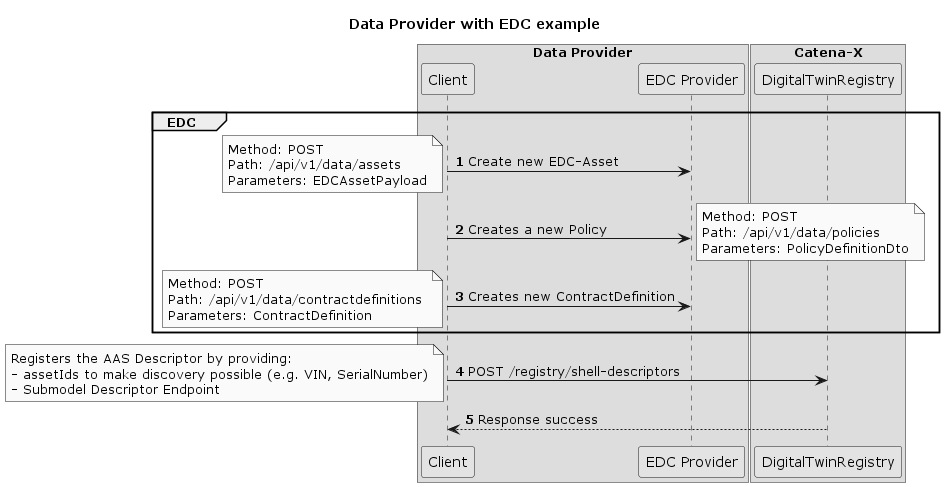 Data Provider with EDC example
Data Provider
Catena-X
Client
EDC Provider
DigitalTwinRegistry
EDC
Method: POST
Path: /api/v1/data/assets
Parameters: EDCAssetPayload
1 Create new EDC-Asset
2 Creates a new Policy
Method: POST
Path: /api/v1/data/policies
Parameters: PolicyDefinitionDto
Method: POST
Path: /api/v1/data/contractdefinitions
Parameters: ContractDefinition
3 Creates new ContractDefinition
Registers the AAS Descriptor by providing:
- assetIds to make discovery possible (e.g. VIN, SerialNumber)
- Submodel Descriptor Endpoint
4 POST /registry/shell-descriptors
5 Response success
Client
EDC Provider
DigitalTwinRegistry